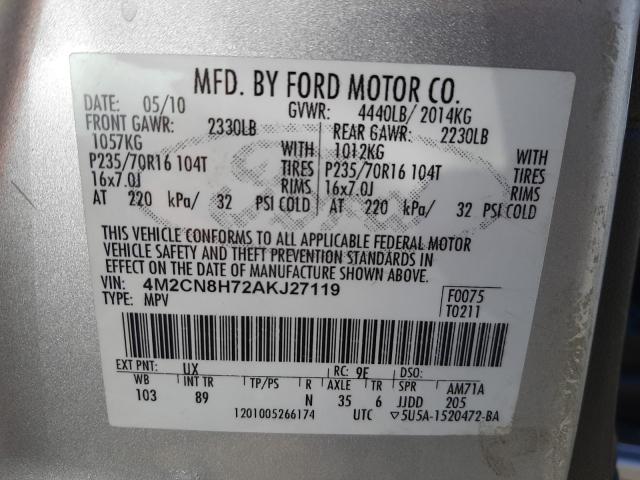 MFD. BY FORD MOTOR CO.
DATE: 05/10 GVWR: 4440LB/ 2014KG
FRONT GAWR: 2330LB REAR GAWR: 2230LB
1057KG WITH 1012KG WITH
P235/70R16 104T TIRES P235/70R16 104T TIRES
16x7.0J RIMS 16x7.0J RIMS
AT 220 kPa/ 32 PSI COLD AT 220 kPa/ 32 PSI COLD
THIS VEHICLE CONFORMS TO ALL APPLICABLE FEDERAL MOTOR
VEHICLE SAFETY AND THEFT PREVENTION STANDARDS IN
EFFECT ON THE DATE OF MANUFACTURE SHOWN ABOVE.
VIN: 4M2CN8H72AKJ27119 F0075
TYPE: MPV T0211
EXT PNT: UX RC: 9E DSO:
WB INT TR TP/PS R AXLE TR SPR AM71A
103 89 N 35 6 JJDD 205
1201005266174 UTC ▽5U5A-1520472-BA